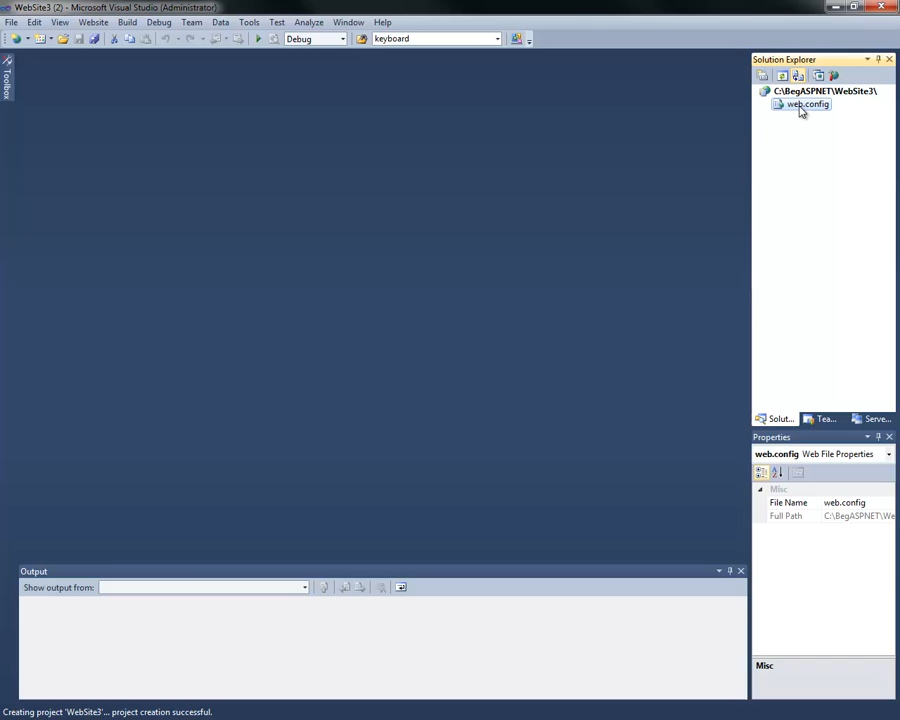 WebSite3 (2) - Microsoft Visual Studio (Administrator)
File Edit View Website Build Debug Team Data Tools Test Analyze Window Help
Debug keyboard
Toolbox
Solution Explorer
C:\BegASPNET\WebSite3\
web.config
Solut... Tea... Serve...
Properties
web.config Web File Properties
Misc
File Name web.config
Full Path C:\BegASPNET\We
Output
Show output from:
Misc
Creating project 'WebSite3'... project creation successful.